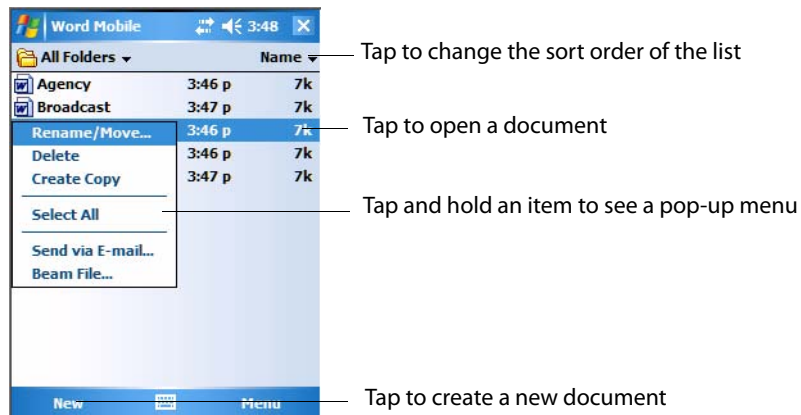 Word Mobile 3:48
All Folders Name
Tap to change the sort order of the list
Agency 3:46 p 7k
Broadcast 3:47 p 7k
Rename/Move... 3:46 p 7k
Tap to open a document
Delete 3:46 p 7k
Create Copy 3:47 p 7k
Select All
Tap and hold an item to see a pop-up menu
Send via E-mail...
Beam File...
New Menu
Tap to create a new document